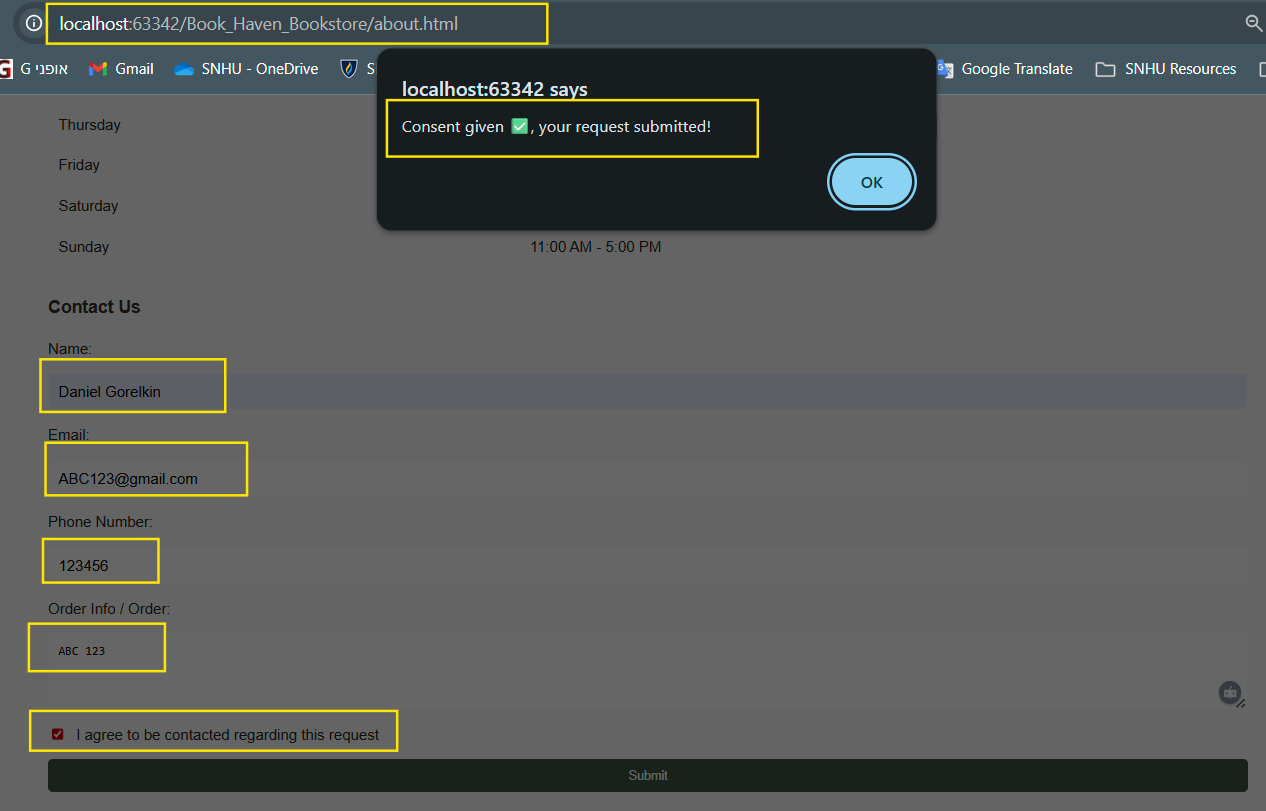 localhost:63342/Book_Haven_Bookstore/about.html
G אופני Gmail SNHU - OneDrive S Google Translate SNHU Resources
localhost:63342 says
Consent given ✅, your request submitted!
OK
Thursday
Friday
Saturday
Sunday 11:00 AM - 5:00 PM
Contact Us
Name:
Daniel Gorelkin
Email:
ABC123@gmail.com
Phone Number:
123456
Order Info / Order:
ABC 123
I agree to be contacted regarding this request
Submit